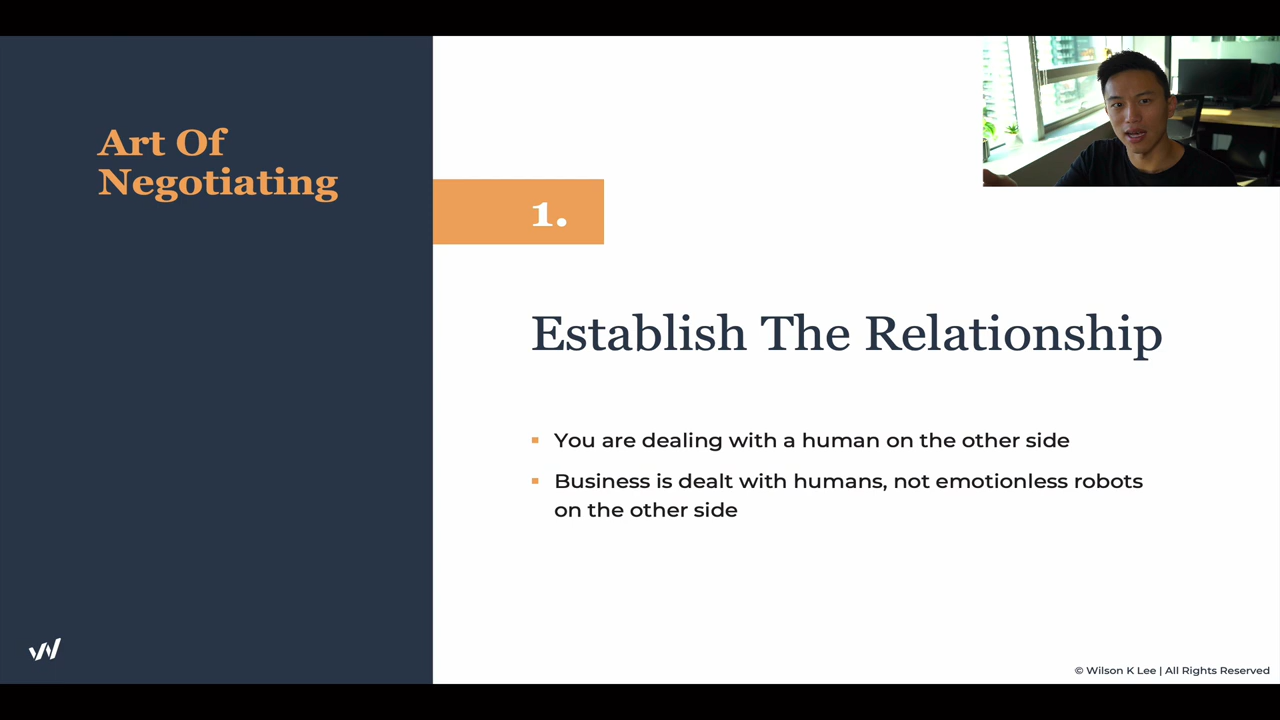 Art Of
Negotiating
1.
Establish The Relationship
▪ You are dealing with a human on the other side
▪ Business is dealt with humans, not emotionless robots
on the other side
© Wilson K Lee | All Rights Reserved